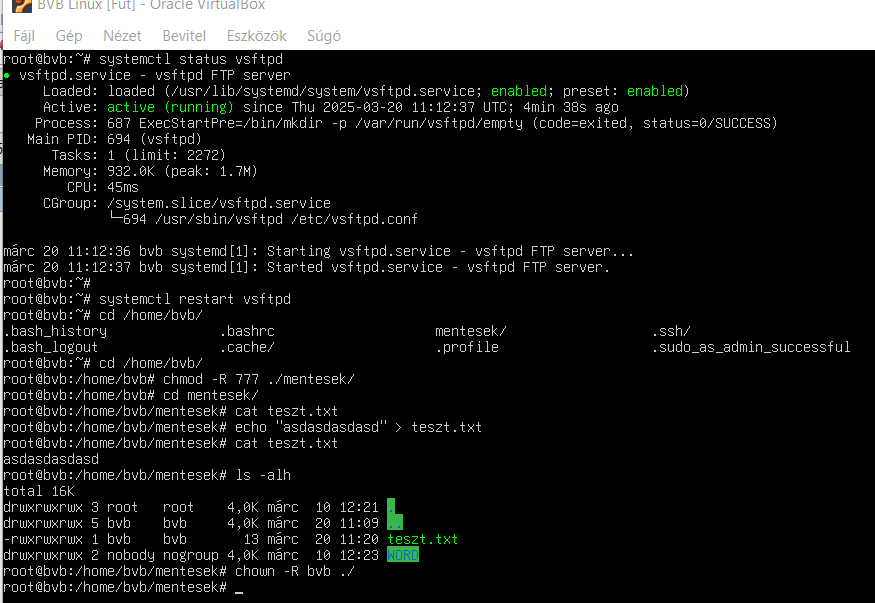 BVB Linux [Fut] - Oracle VirtualBox
Fájl Gép Nézet Bevitel Eszközök Súgó
root@bvb:~# systemctl status vsftpd
● vsftpd.service - vsftpd FTP server
Loaded: loaded (/usr/lib/systemd/system/vsftpd.service; enabled; preset: enabled)
Active: active (running) since Thu 2025-03-20 11:12:37 UTC; 4min 38s ago
Process: 687 ExecStartPre=/bin/mkdir -p /var/run/vsftpd/empty (code=exited, status=0/SUCCESS)
Main PID: 694 (vsftpd)
Tasks: 1 (limit: 2272)
Memory: 932.0K (peak: 1.7M)
CPU: 45ms
CGroup: /system.slice/vsftpd.service
└─694 /usr/sbin/vsftpd /etc/vsftpd.conf
márc 20 11:12:36 bvb systemd[1]: Starting vsftpd.service - vsftpd FTP server...
márc 20 11:12:37 bvb systemd[1]: Started vsftpd.service - vsftpd FTP server.
root@bvb:~#
root@bvb:~# systemctl restart vsftpd
root@bvb:~# cd /home/bvb/
.bash_history .bashrc mentesek/ .ssh/
.bash_logout .cache/ .profile .sudo_as_admin_successful
root@bvb:~# cd /home/bvb/
root@bvb:/home/bvb# chmod -R 777 ./mentesek/
root@bvb:/home/bvb# cd mentesek/
root@bvb:/home/bvb/mentesek# cat teszt.txt
root@bvb:/home/bvb/mentesek# echo "asdasdasdasd" > teszt.txt
root@bvb:/home/bvb/mentesek# cat teszt.txt
asdasdasdasd
root@bvb:/home/bvb/mentesek# ls -alh
total 16K
drwxrwxrwx 3 root root 4,0K márc 10 12:21 .
drwxrwxrwx 5 bvb bvb 4,0K márc 20 11:09 ..
-rwxrwxrwx 1 bvb bvb 13 márc 20 11:20 teszt.txt
drwxrwxrwx 2 nobody nogroup 4,0K márc 10 12:23 WORD
root@bvb:/home/bvb/mentesek# chown -R bvb ./
root@bvb:/home/bvb/mentesek# _